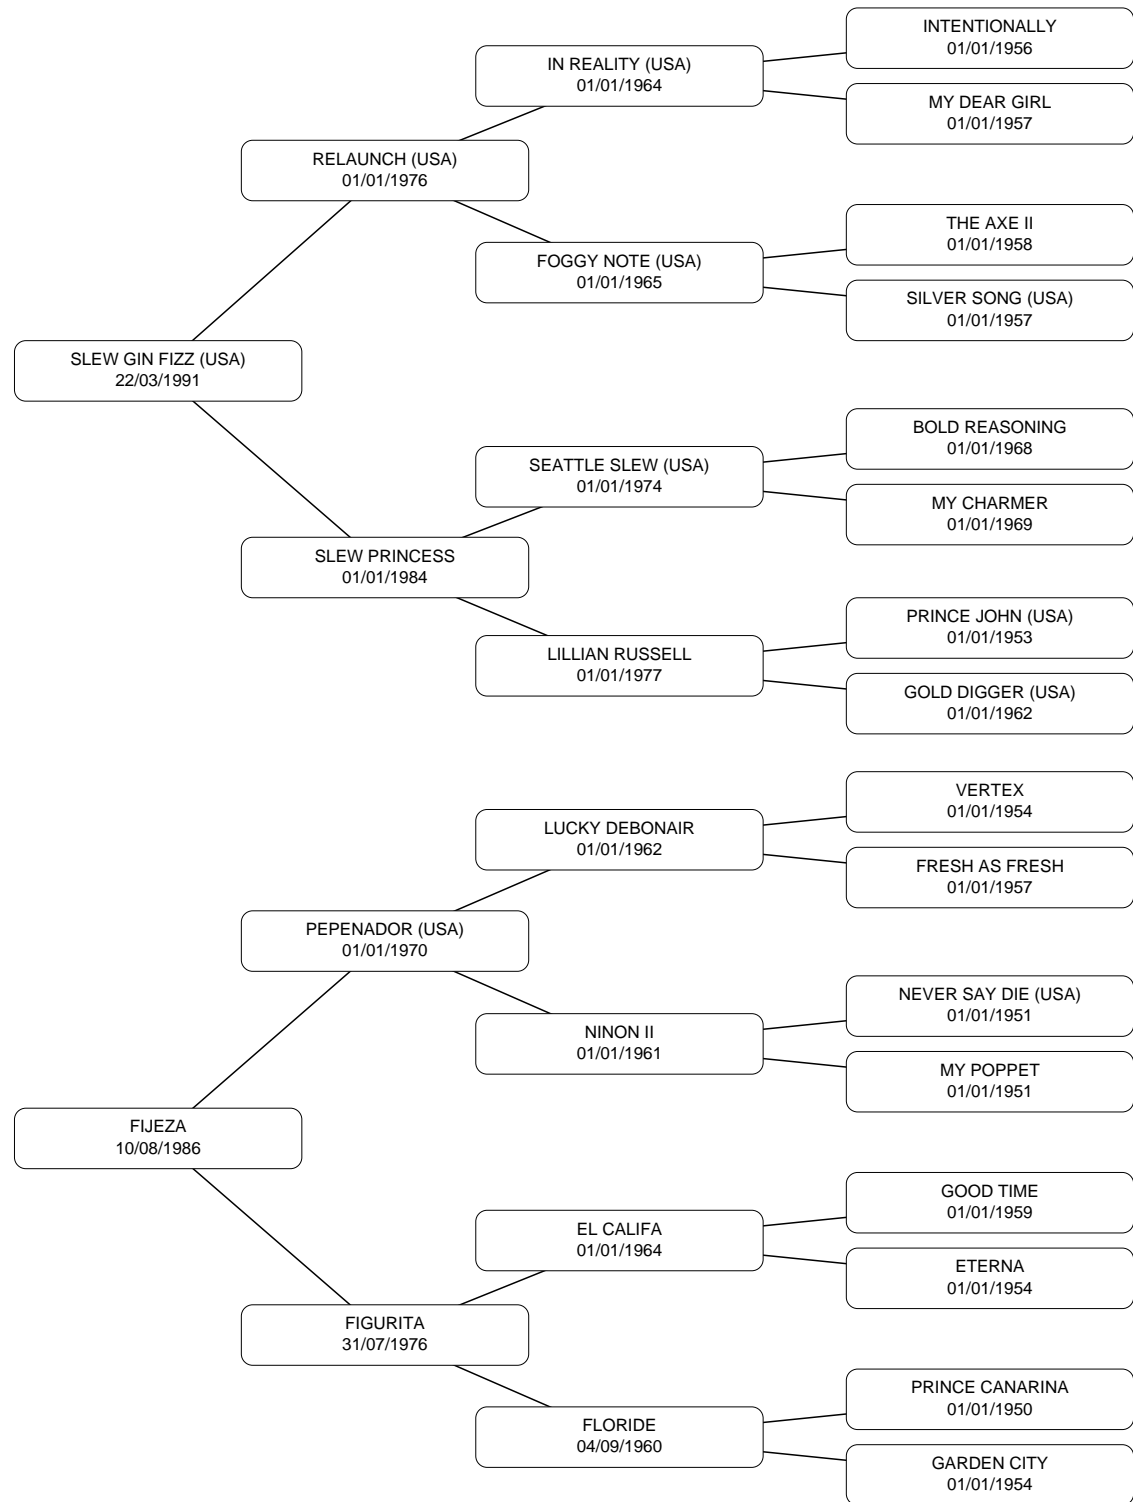 INTENTIONALLY
01/01/1956
IN REALITY (USA)
01/01/1964
MY DEAR GIRL
01/01/1957
RELAUNCH (USA)
01/01/1976
THE AXE II
01/01/1958
FOGGY NOTE (USA)
01/01/1965
SILVER SONG (USA)
01/01/1957
SLEW GIN FIZZ (USA)
22/03/1991
BOLD REASONING
01/01/1968
SEATTLE SLEW (USA)
01/01/1974
MY CHARMER
01/01/1969
SLEW PRINCESS
01/01/1984
PRINCE JOHN (USA)
01/01/1953
LILLIAN RUSSELL
01/01/1977
GOLD DIGGER (USA)
01/01/1962
VERTEX
01/01/1954
LUCKY DEBONAIR
01/01/1962
FRESH AS FRESH
01/01/1957
PEPENADOR (USA)
01/01/1970
NEVER SAY DIE (USA)
01/01/1951
NINON II
01/01/1961
MY POPPET
01/01/1951
FIJEZA
10/08/1986
GOOD TIME
01/01/1959
EL CALIFA
01/01/1964
ETERNA
01/01/1954
FIGURITA
31/07/1976
PRINCE CANARINA
01/01/1950
FLORIDE
04/09/1960
GARDEN CITY
01/01/1954